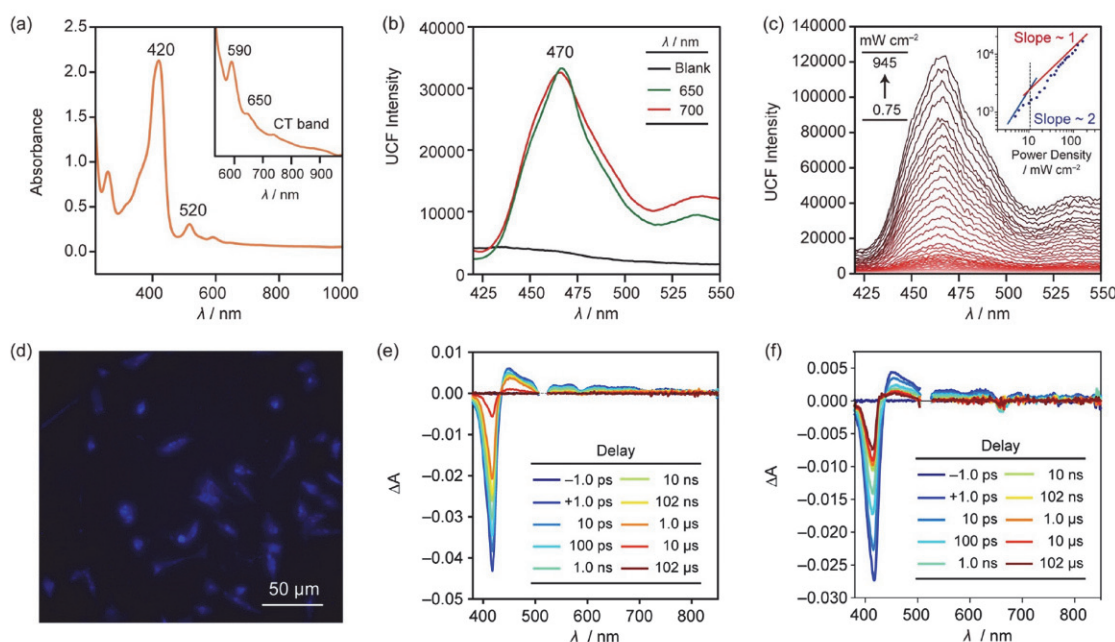 (a)
2.5
2.0
1.5
1.0
0.5
0.0
Absorbance
420
520
590
650
CT band
600 700 800 900
λ / nm
400 600 800 1000
λ / nm
(b)
40000
30000
20000
10000
0
UCF Intensity
470
λ / nm
Blank
650
700
425 450 475 500 525 550
λ / nm
(c)
140000
120000
100000
80000
60000
40000
20000
0
UCF Intensity
mW cm⁻²
945
0.75
Slope ~ 1
10⁴
10³
Slope ~ 2
10 100
Power Density
/ mW cm⁻²
425 450 475 500 525 550
λ / nm
(d)
50 μm
(e)
0.01
0.00
−0.01
−0.02
−0.03
−0.04
−0.05
ΔA
Delay
−1.0 ps 10 ns
+1.0 ps 102 ns
10 ps 1.0 μs
100 ps 10 μs
1.0 ns 102 μs
400 500 600 700 800
λ / nm
(f)
0.005
0.000
−0.005
−0.010
−0.015
−0.020
−0.025
−0.030
ΔA
Delay
−1.0 ps 10 ns
+1.0 ps 102 ns
10 ps 1.0 μs
100 ps 10 μs
1.0 ns 102 μs
400 500 600 700 800
λ / nm